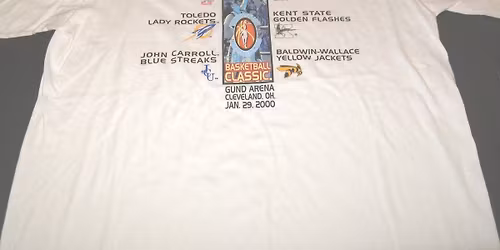 TOLEDO
LADY ROCKETS
KENT STATE
GOLDEN FLASHES
JOHN CARROLL
BLUE STREAKS
JCU
BALDWIN-WALLACE
YELLOW JACKETS
BASKETBALL
CLASSIC
GUND ARENA
CLEVELAND, OH.
JAN. 29, 2000